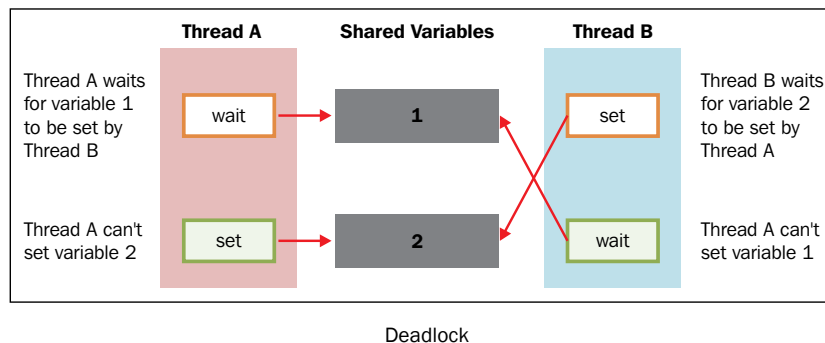 Thread A
Shared Variables
Thread B
Thread A waits
for variable 1
to be set by
Thread B
wait
1
set
Thread B waits
for variable 2
to be set by
Thread A
Thread A can't
set variable 2
set
2
wait
Thread A can't
set variable 1
Deadlock